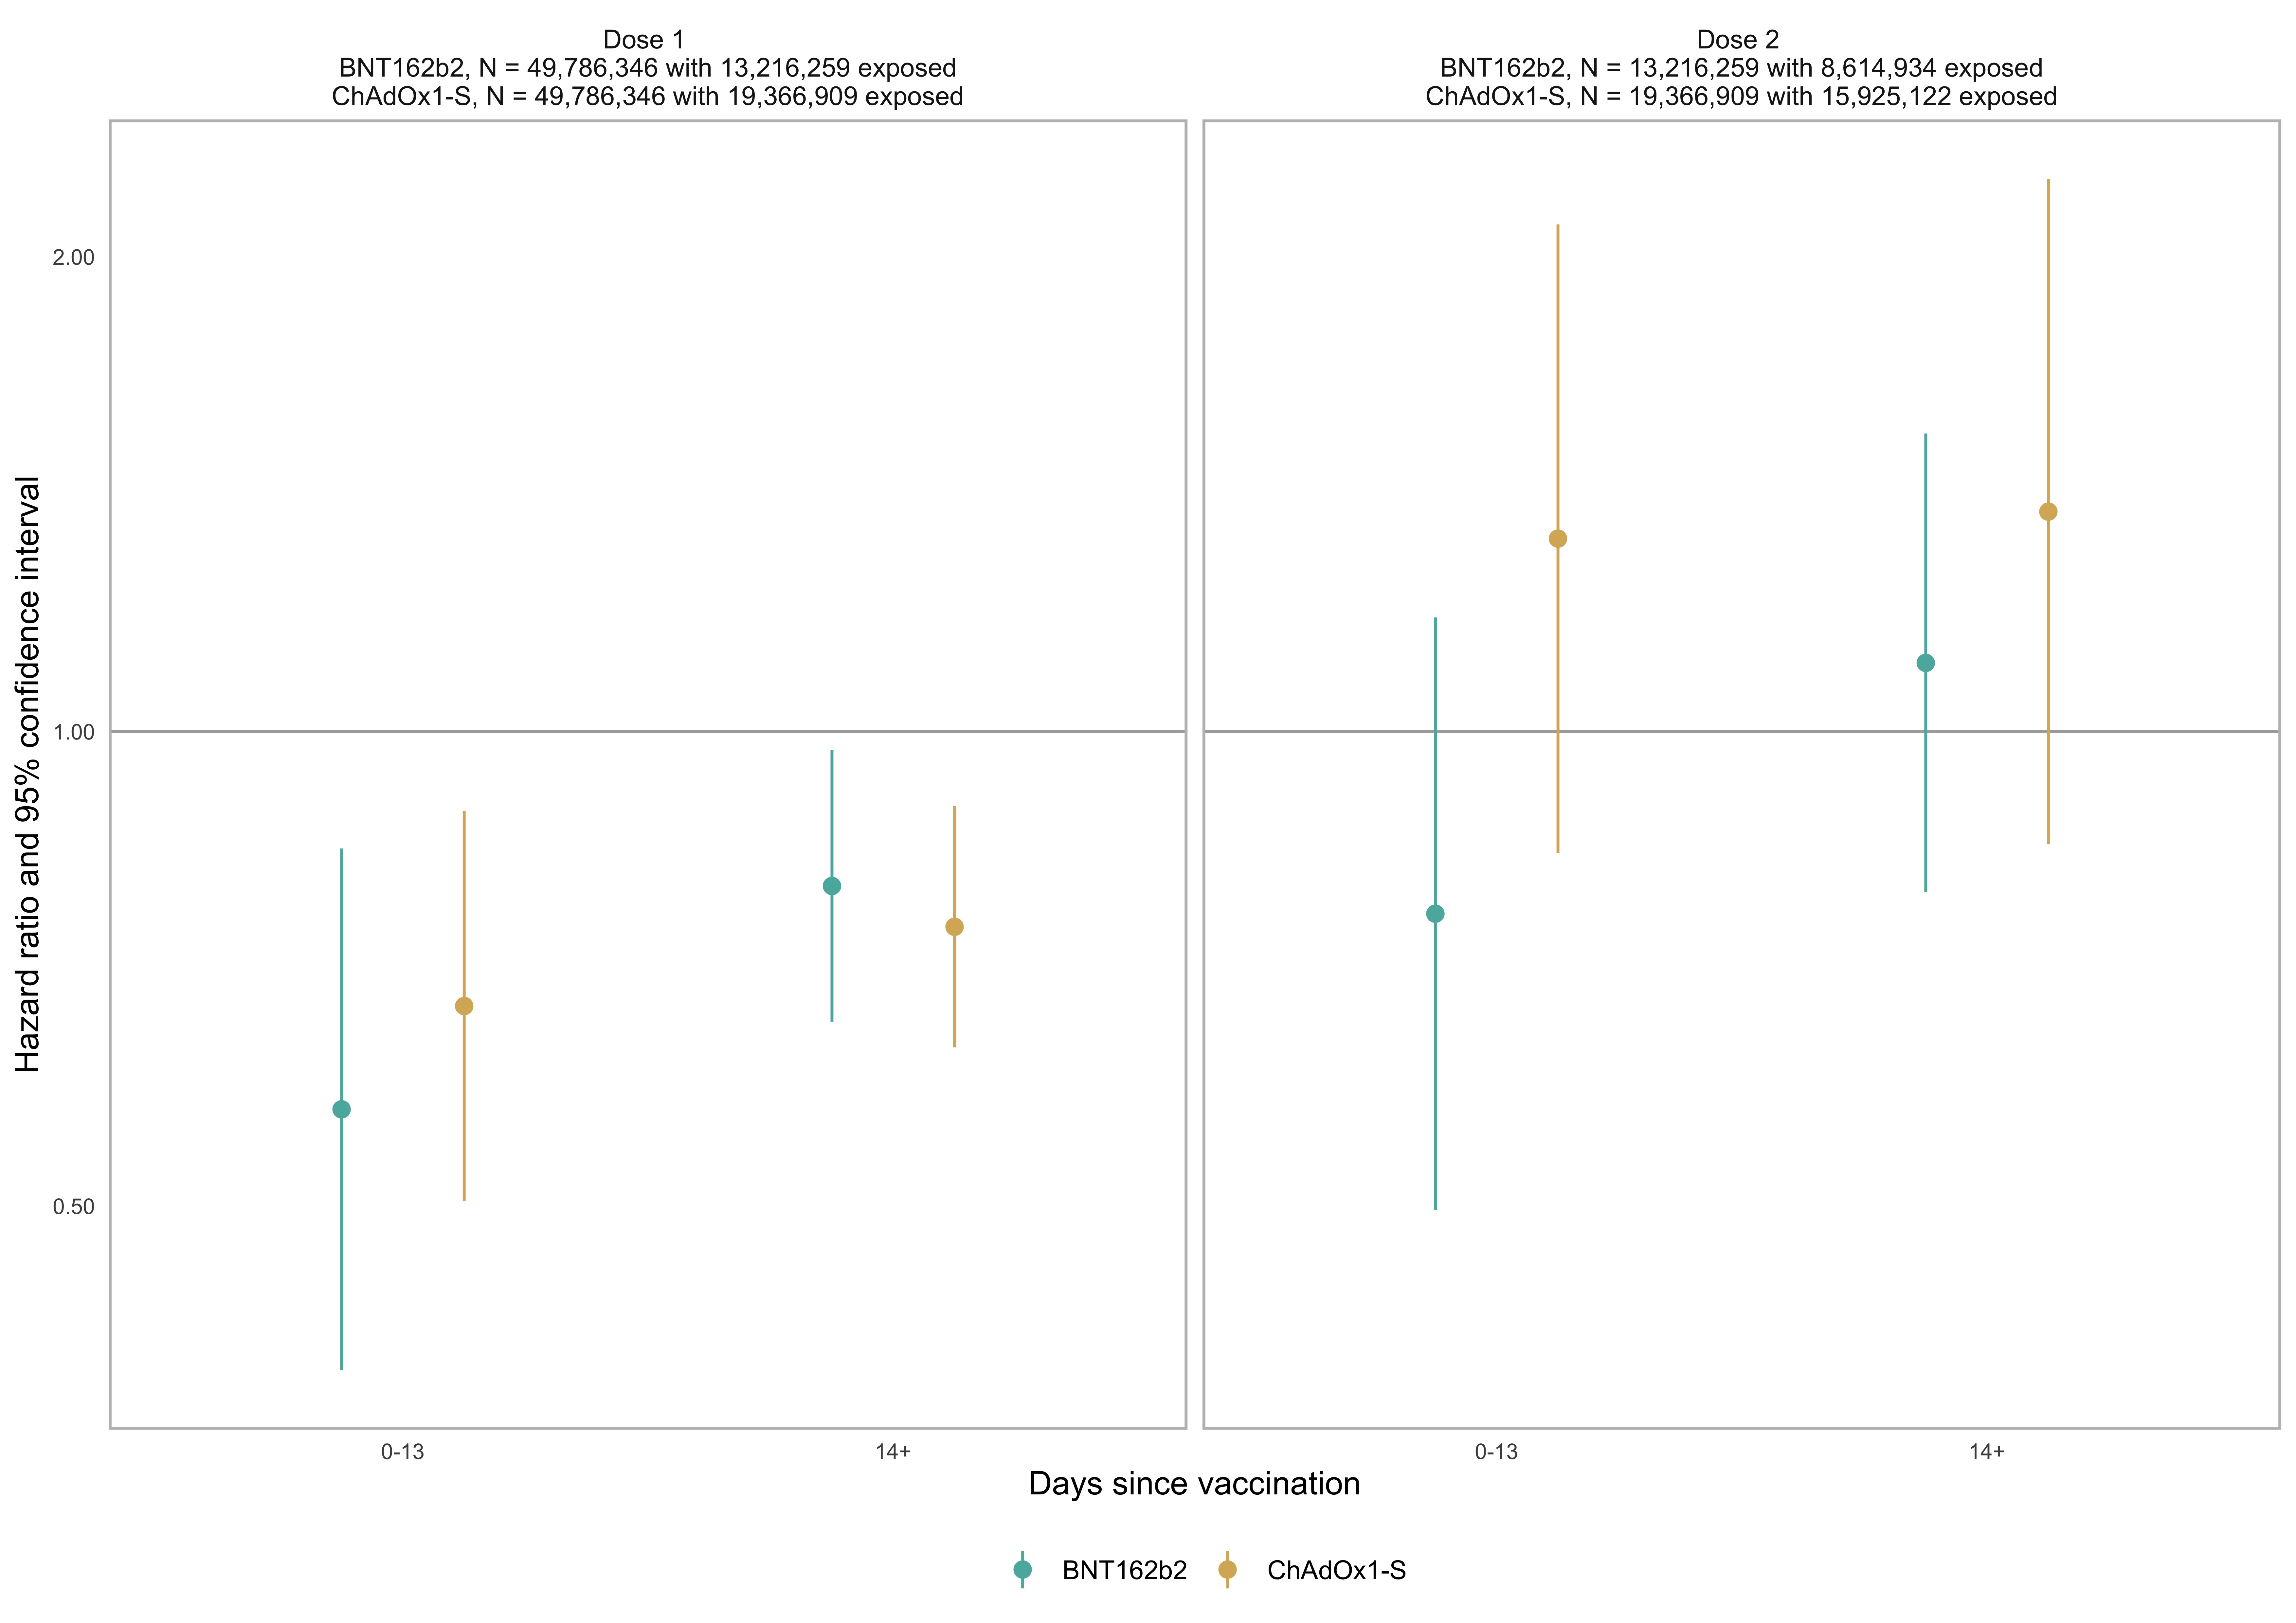 Dose 1
BNT162b2, N = 49,786,346 with 13,216,259 exposed
ChAdOx1-S, N = 49,786,346 with 19,366,909 exposed
Dose 2
BNT162b2, N = 13,216,259 with 8,614,934 exposed
ChAdOx1-S, N = 19,366,909 with 15,925,122 exposed
Hazard ratio and 95% confidence interval
2.00
1.00
0.50
0-13
14+
0-13
14+
Days since vaccination
BNT162b2
ChAdOx1-S